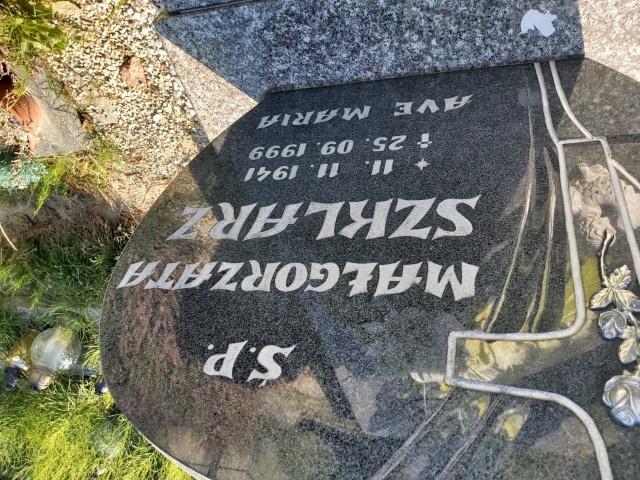 Ś.P.
MAŁGORZATA
SZKLARZ
✶ 11. 11. 1941
† 25. 09. 1999
AVE MARIA